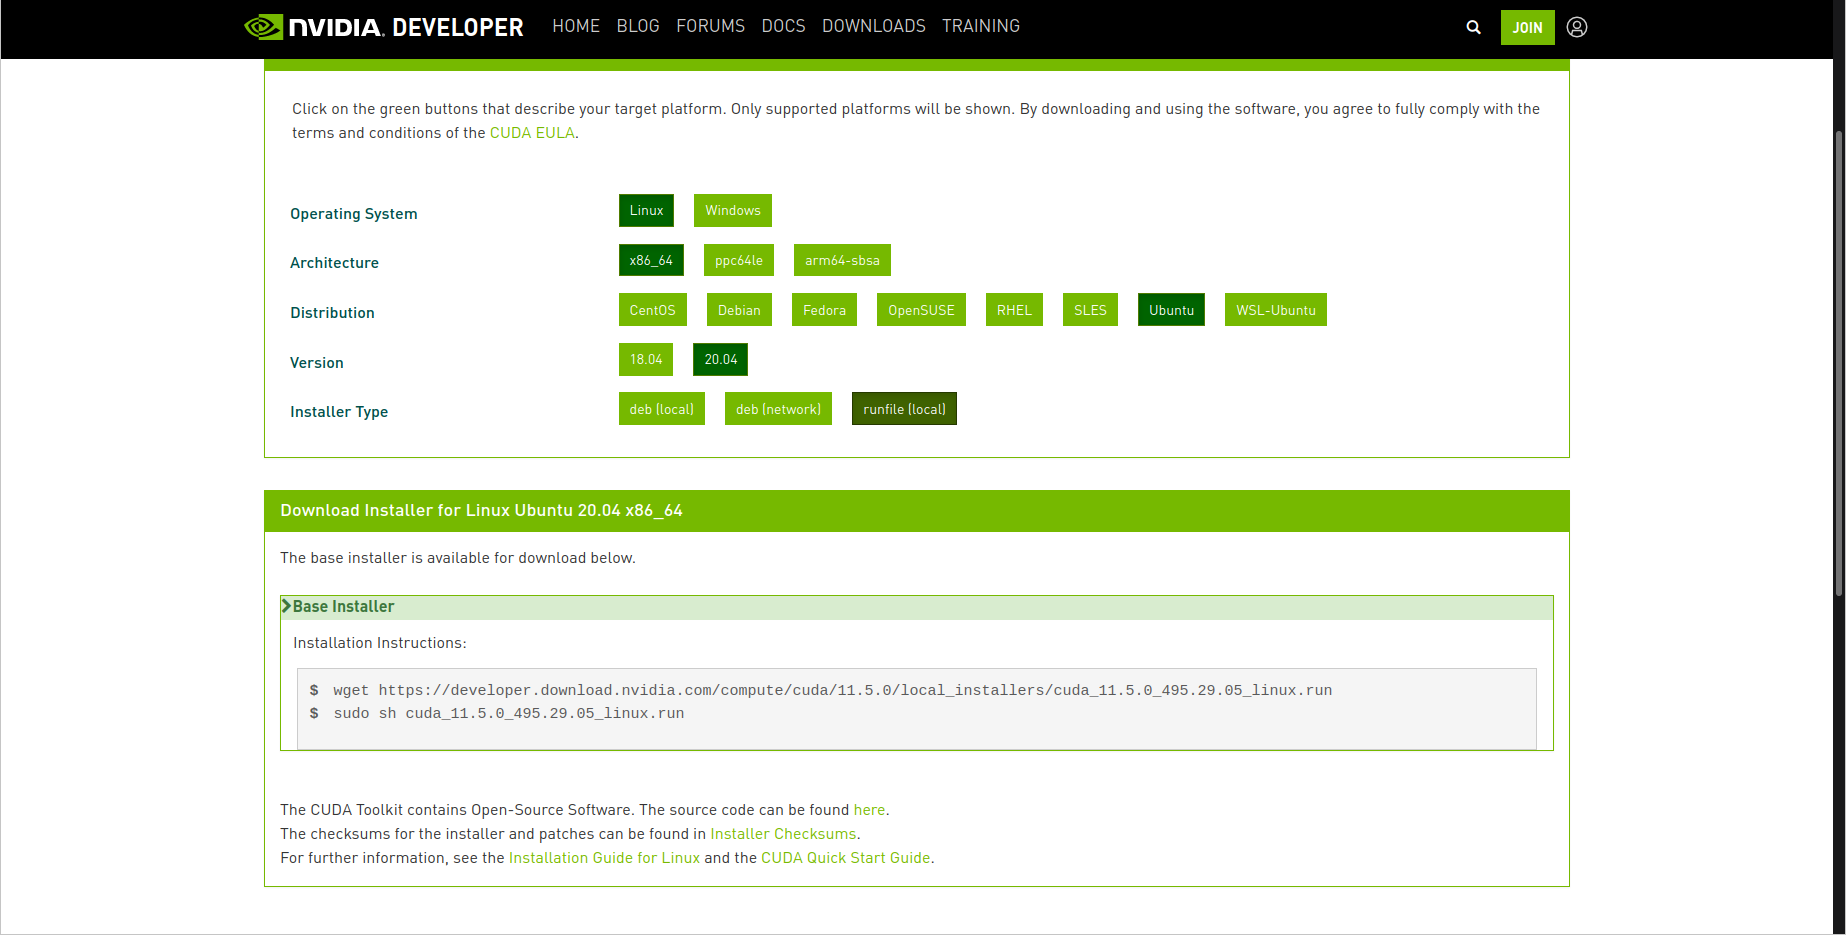 NVIDIA. DEVELOPER HOME BLOG FORUMS DOCS DOWNLOADS TRAINING JOIN
Click on the green buttons that describe your target platform. Only supported platforms will be shown. By downloading and using the software, you agree to fully comply with the
terms and conditions of the CUDA EULA.
Operating System Linux Windows
Architecture x86_64 ppc64le arm64-sbsa
Distribution CentOS Debian Fedora OpenSUSE RHEL SLES Ubuntu WSL-Ubuntu
Version 18.04 20.04
Installer Type deb (local) deb (network) runfile (local)
Download Installer for Linux Ubuntu 20.04 x86_64
The base installer is available for download below.
Base Installer
Installation Instructions:
$ wget https://developer.download.nvidia.com/compute/cuda/11.5.0/local_installers/cuda_11.5.0_495.29.05_linux.run
$ sudo sh cuda_11.5.0_495.29.05_linux.run
The CUDA Toolkit contains Open-Source Software. The source code can be found here.
The checksums for the installer and patches can be found in Installer Checksums.
For further information, see the Installation Guide for Linux and the CUDA Quick Start Guide.